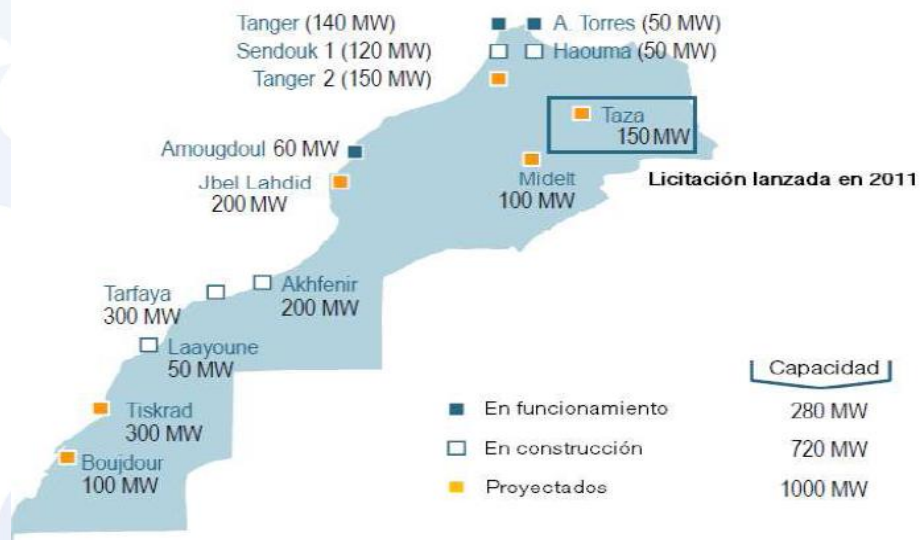 Tanger (140 MW)
A. Torres (50 MW)
Sendouk 1 (120 MW)
Haouma (50 MW)
Tanger 2 (150 MW)
Taza
150 MW
Amougdoul 60 MW
Jbel Lahdid
200 MW
Midelt
100 MW
Licitación lanzada en 2011
Tarfaya
300 MW
Akhfenir
200 MW
Laayoune
50 MW
Tiskrad
300 MW
Boujdour
100 MW
Capacidad
En funcionamiento 280 MW
En construcción 720 MW
Proyectados 1000 MW